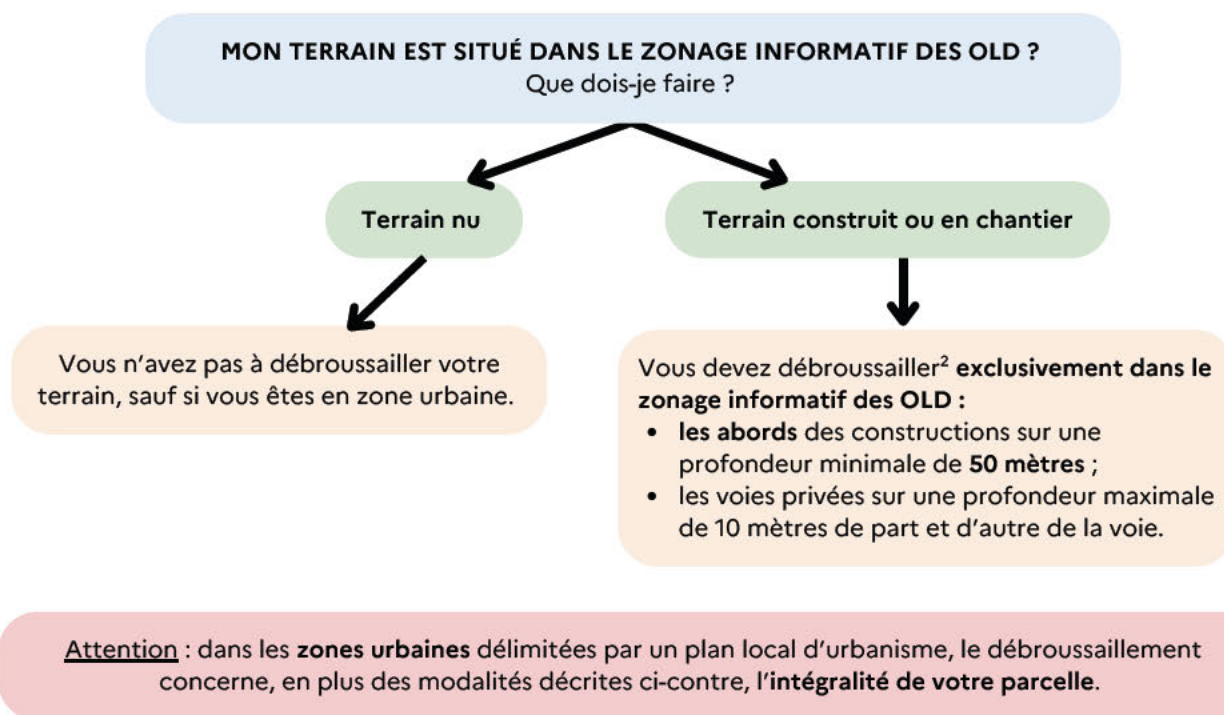 MON TERRAIN EST SITUÉ DANS LE ZONAGE INFORMATIF DES OLD ?
Que dois-je faire ?
Terrain nu
Terrain construit ou en chantier
Vous n’avez pas à débroussailler votre
terrain, sauf si vous êtes en zone urbaine.
Vous devez débroussailler² exclusivement dans le
zonage informatif des OLD :
• les abords des constructions sur une
profondeur minimale de 50 mètres ;
• les voies privées sur une profondeur maximale
de 10 mètres de part et d’autre de la voie.
Attention : dans les zones urbaines délimitées par un plan local d’urbanisme, le débroussaillement
concerne, en plus des modalités décrites ci-contre, l’intégralité de votre parcelle.